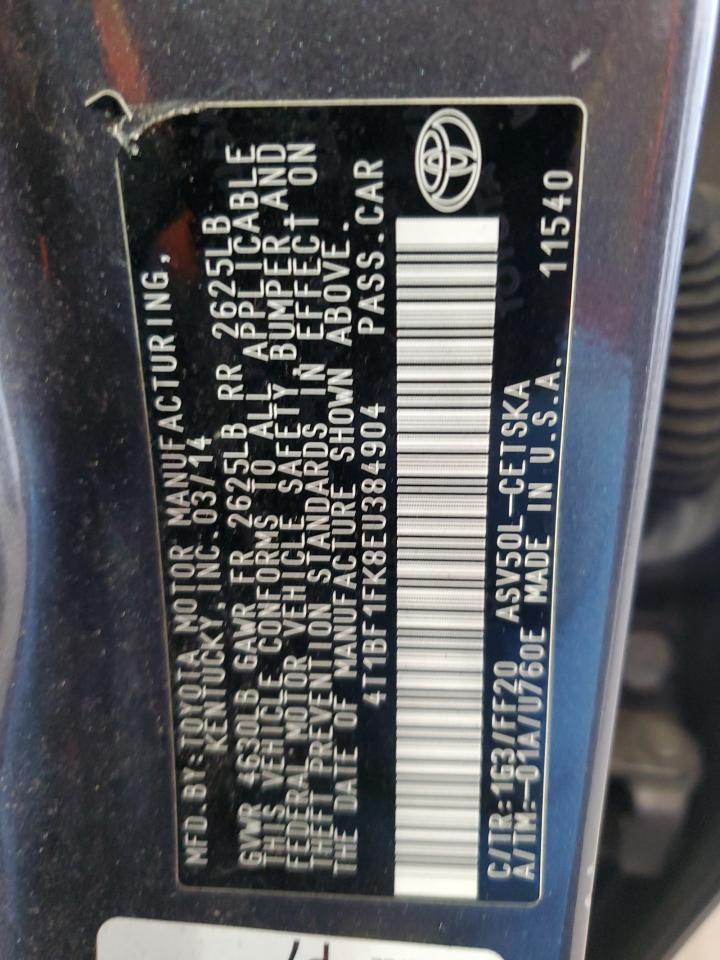 MFD.BY:TOYOTA MOTOR MANUFACTURING,
KENTUCKY,INC.03/14
GVWR 4630LB GAWR FR 2625LB RR 2625LB
THIS VEHICLE CONFORMS TO ALL APPLICABLE
FEDERAL MOTOR VEHICLE SAFETY,BUMPER,AND
THEFT PREVENTION STANDARDS IN EFFECT ON
THE DATE OF MANUFACTURE SHOWN ABOVE.
4T1BF1FK8EU384904 PASS.CAR
C/TR:1G3/FF20 ASV50L-CETSKA
A/TM:-01A/U760E MADE IN U.S.A. 11540